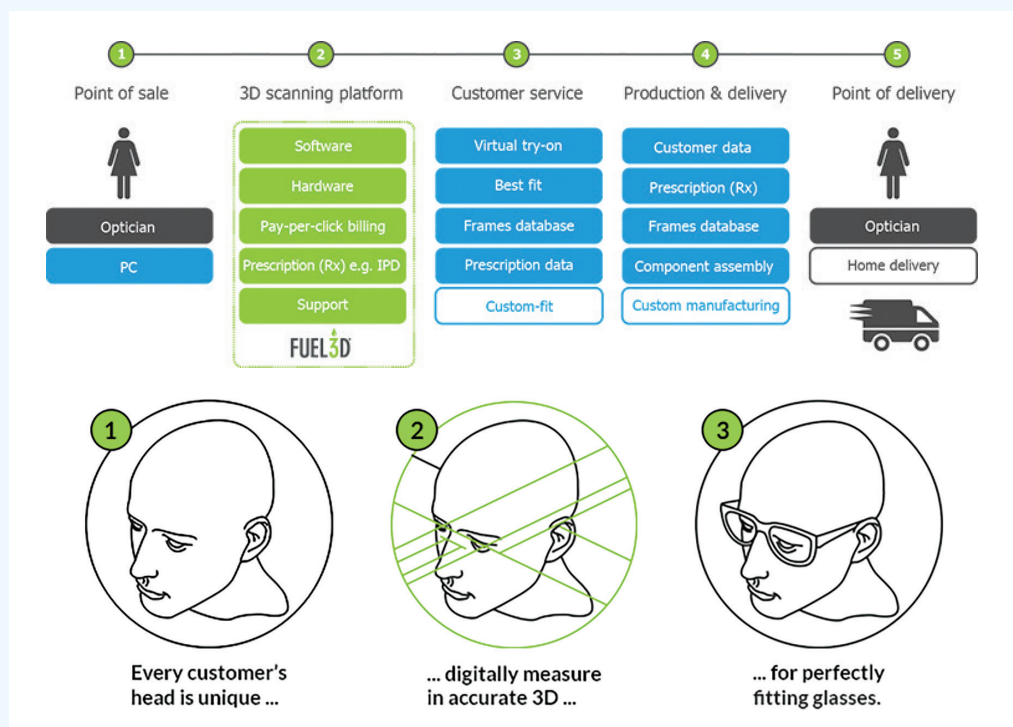 1
2
3
4
5
Point of sale
3D scanning platform
Customer service
Production & delivery
Point of delivery
Optician
PC
Software
Hardware
Pay-per-click billing
Prescription (Rx) e.g. IPD
Support
FUEL3D
Virtual try-on
Best fit
Frames database
Prescription data
Custom-fit
Customer data
Prescription (Rx)
Frames database
Component assembly
Custom manufacturing
Optician
Home delivery
1
Every customer's
head is unique ...
2
... digitally measure
in accurate 3D ...
3
... for perfectly
fitting glasses.